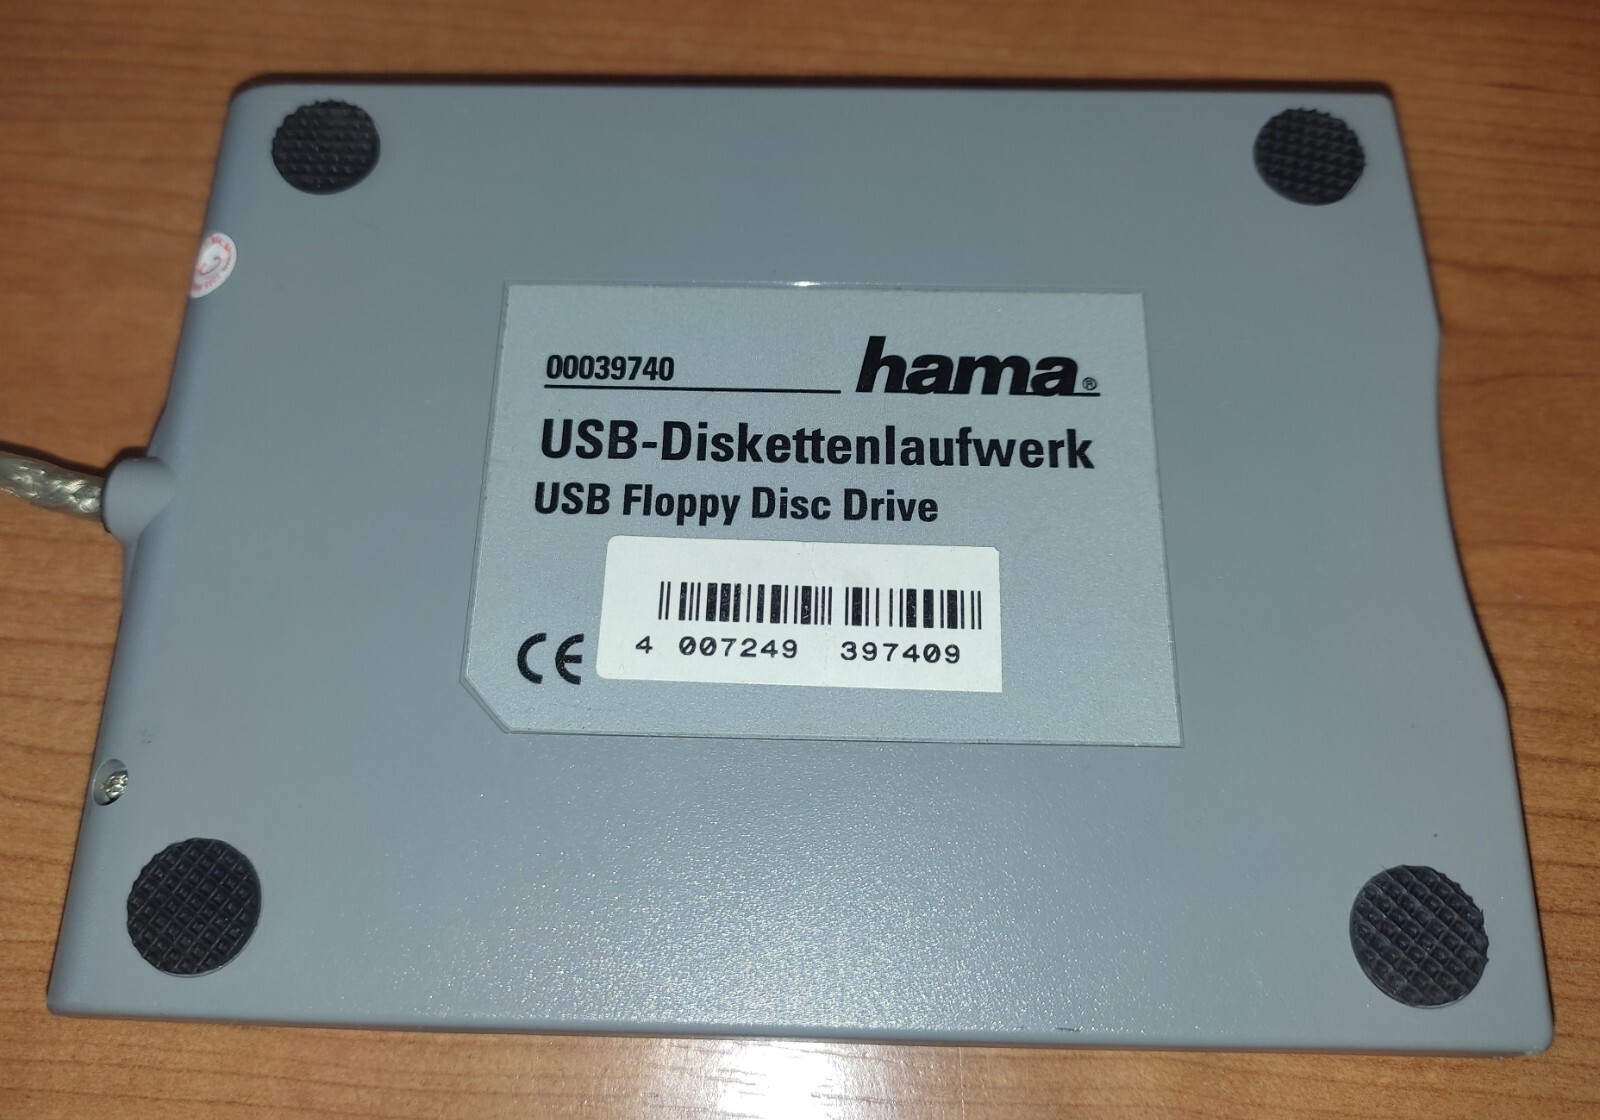 00039740 hama®
USB-Diskettenlaufwerk
USB Floppy Disc Drive
CE
4 007249 397409